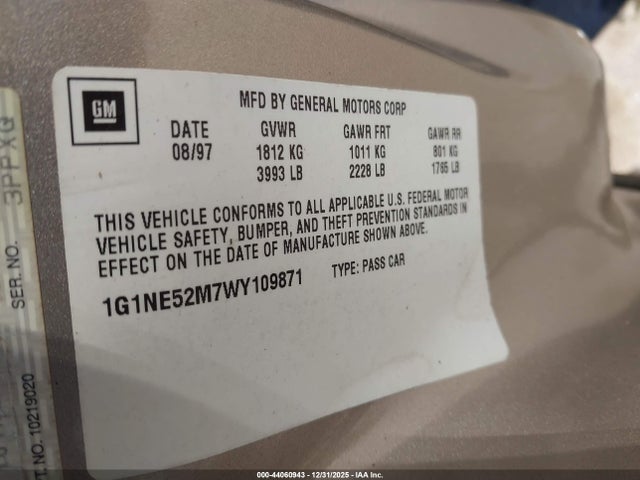 GM
MFD BY GENERAL MOTORS CORP
DATE GVWR GAWR FRT GAWR RR
08/97 1812 KG 1011 KG 801 KG
3993 LB 2228 LB 1765 LB
THIS VEHICLE CONFORMS TO ALL APPLICABLE U.S. FEDERAL MOTOR
VEHICLE SAFETY, BUMPER, AND THEFT PREVENTION STANDARDS IN
EFFECT ON THE DATE OF MANUFACTURE SHOWN ABOVE.
1G1NE52M7WY109871 TYPE: PASS CAR
SER. NO. 3PPXQ
T. NO. 10219020
000-44060943 - 12/31/2025 - IAA Inc.